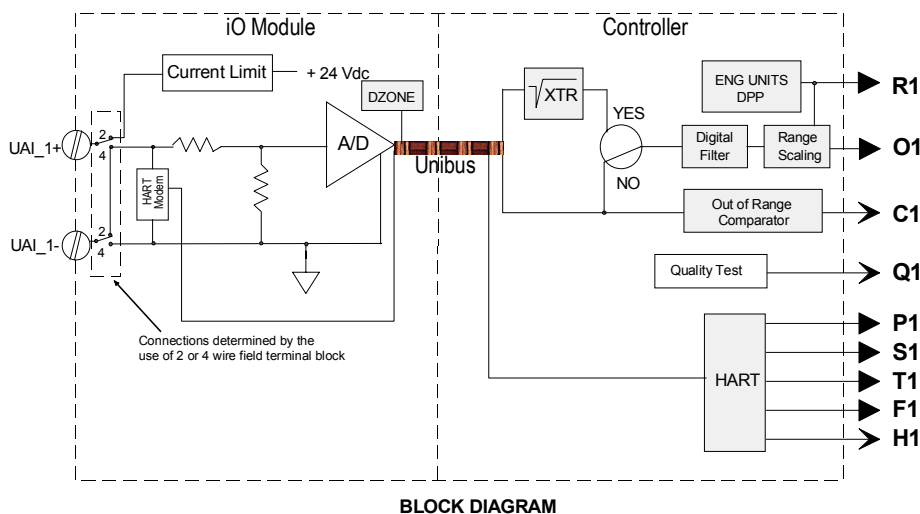 iO Module
Controller
Current Limit
+ 24 Vdc
DZONE
UAI_1+
2
4
A/D
HART
Modem
UAI_1-
2
4
Connections determined by the
use of 2 or 4 wire field terminal block
Unibus
√XTR
YES
NO
ENG UNITS
DPP
Digital
Filter
Range
Scaling
Out of Range
Comparator
Quality Test
HART
R1
O1
C1
Q1
P1
S1
T1
F1
H1
BLOCK DIAGRAM